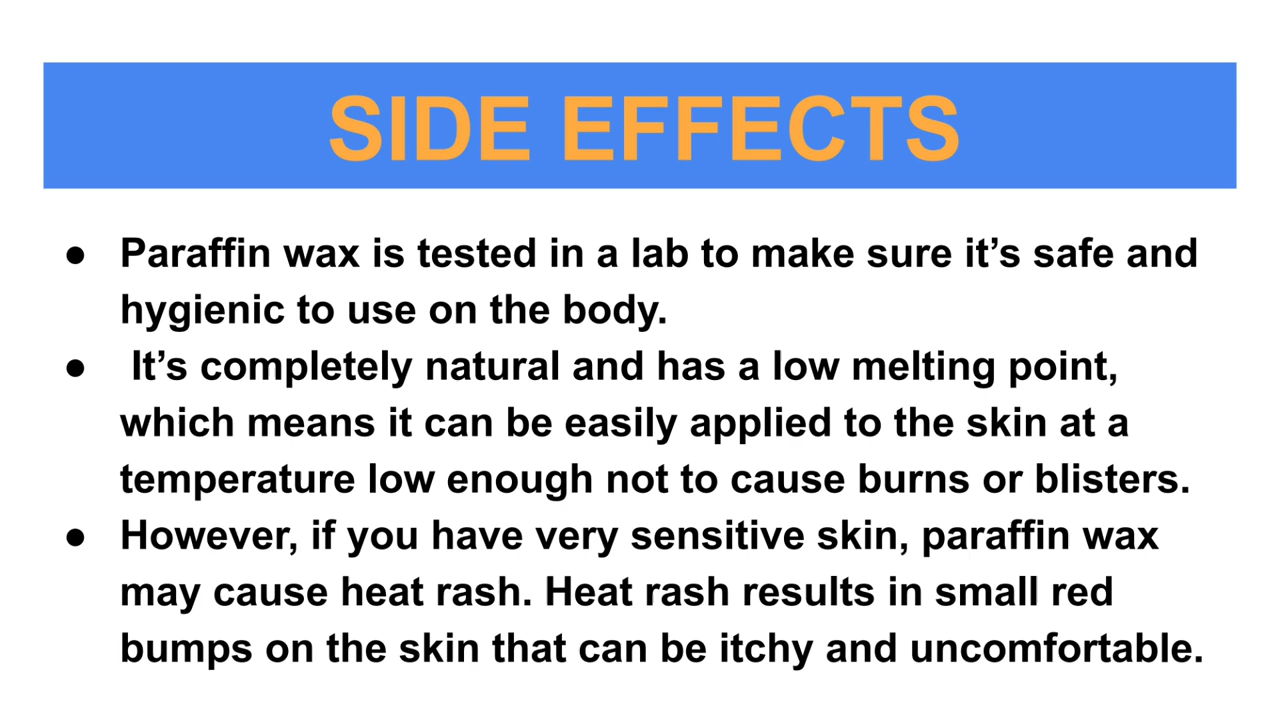 SIDE EFFECTS
● Paraffin wax is tested in a lab to make sure it’s safe and
hygienic to use on the body.
● It’s completely natural and has a low melting point,
which means it can be easily applied to the skin at a
temperature low enough not to cause burns or blisters.
● However, if you have very sensitive skin, paraffin wax
may cause heat rash. Heat rash results in small red
bumps on the skin that can be itchy and uncomfortable.